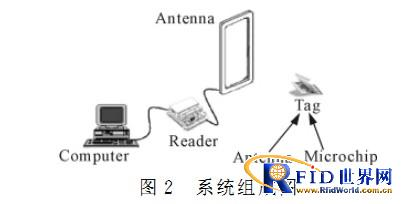 Antenna
Tag
Reader
Computer
Microchip
图2 系统组
RFID世界网
www.RfidWorld.com.cn